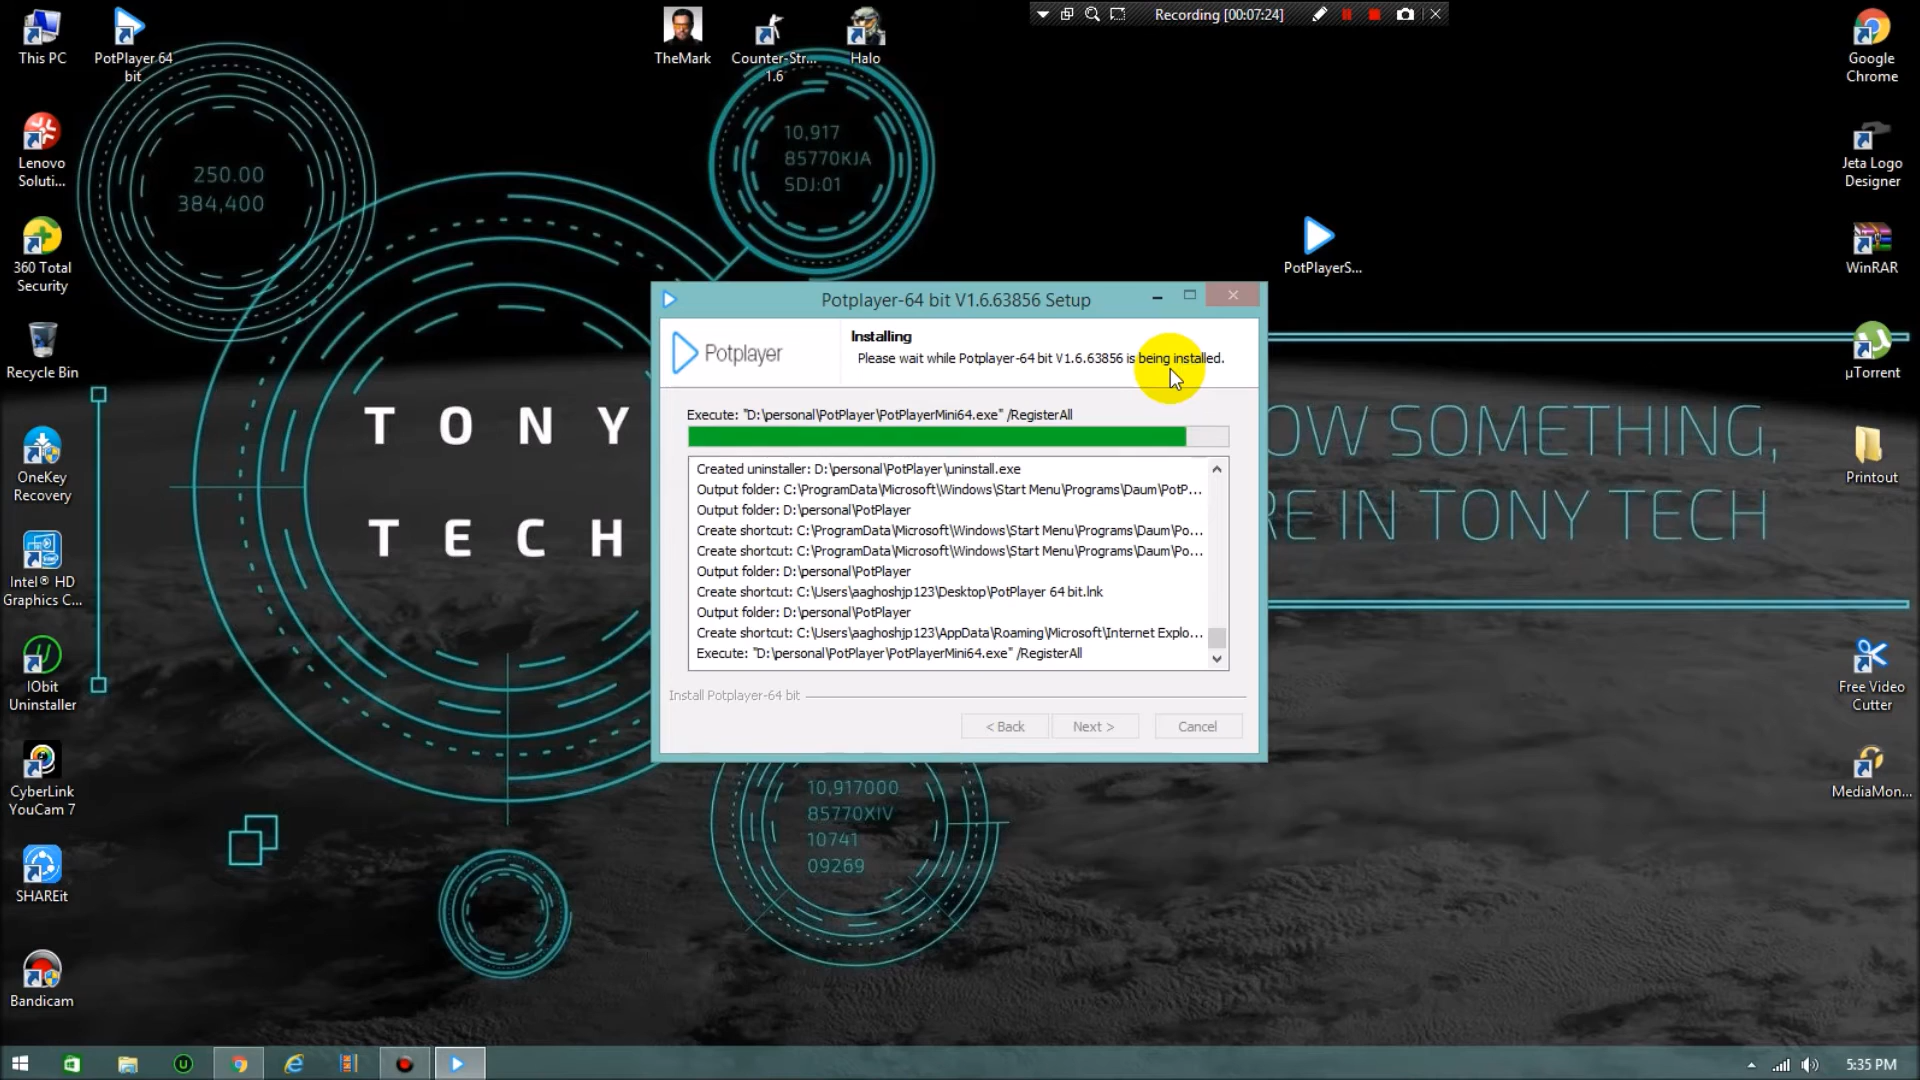 This PC
PotPlayer 64
bit
TheMark
Counter-Str...
1.6
Halo
Recording [00:07:24]
Google
Chrome
Lenovo
Soluti...
Jeta Logo
Designer
360 Total
Security
PotPlayerS...
WinRAR
Recycle Bin
µTorrent
OneKey
Recovery
Printout
Intel® HD
Graphics C...
IObit
Uninstaller
Free Video
Cutter
CyberLink
YouCam 7
MediaMon...
SHAREit
Bandicam
250.00
384,400
10,917
85770KJA
SDJ:01
TONY
TECH
OW SOMETHING,
RE IN TONY TECH
10,917000
85770XIV
10741
09269
Potplayer-64 bit V1.6.63856 Setup
Potplayer
Installing
Please wait while Potplayer-64 bit V1.6.63856 is being installed.
Execute: "D:\personal\PotPlayer\PotPlayerMini64.exe" /RegisterAll
Created uninstaller: D:\personal\PotPlayer\uninstall.exe
Output folder: C:\ProgramData\Microsoft\Windows\Start Menu\Programs\Daum\PotP...
Output folder: D:\personal\PotPlayer
Create shortcut: C:\ProgramData\Microsoft\Windows\Start Menu\Programs\Daum\Po...
Create shortcut: C:\ProgramData\Microsoft\Windows\Start Menu\Programs\Daum\Po...
Output folder: D:\personal\PotPlayer
Create shortcut: C:\Users\aaghoshjp123\Desktop\PotPlayer 64 bit.lnk
Output folder: D:\personal\PotPlayer
Create shortcut: C:\Users\aaghoshjp123\AppData\Roaming\Microsoft\Internet Explo...
Execute: "D:\personal\PotPlayer\PotPlayerMini64.exe" /RegisterAll
Install Potplayer-64 bit
< Back
Next >
Cancel
5:35 PM